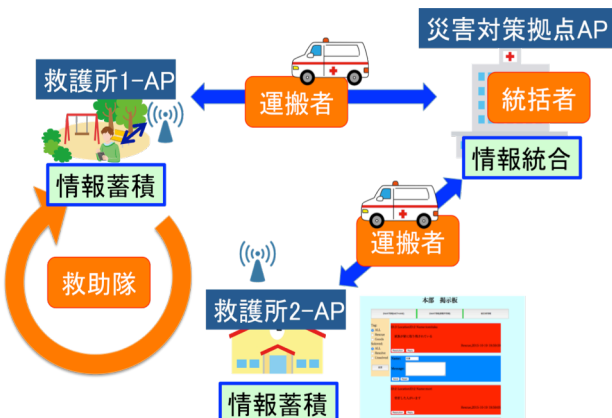 災害対策拠点AP
救護所1-AP
運搬者
統括者
情報統合
情報蓄積
運搬者
救助隊
救護所2-AP
情報蓄積
本部 掲示板